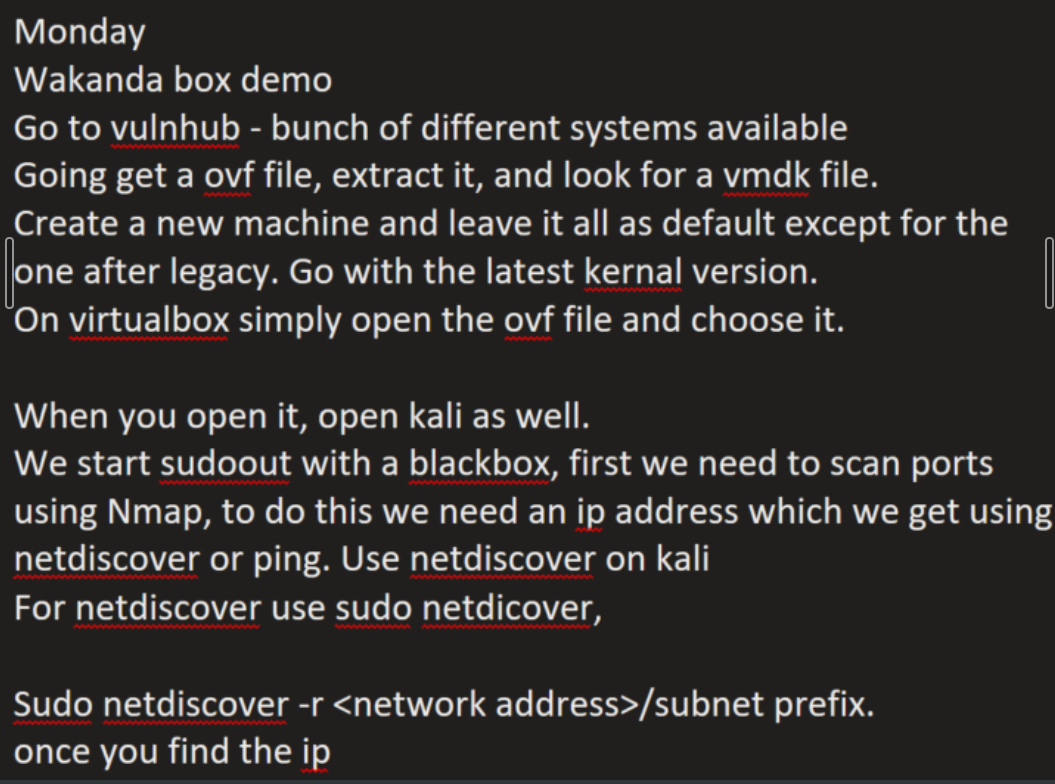 Monday
Wakanda box demo
Go to vulnhub - bunch of different systems available
Going get a ovf file, extract it, and look for a vmdk file.
Create a new machine and leave it all as default except for the
one after legacy. Go with the latest kernal version.
On virtualbox simply open the ovf file and choose it.
When you open it, open kali as well.
We start sudoout with a blackbox, first we need to scan ports
using Nmap, to do this we need an ip address which we get using
netdiscover or ping. Use netdiscover on kali
For netdiscover use sudo netdicover,
Sudo netdiscover -r <network address>/subnet prefix.
once you find the ip